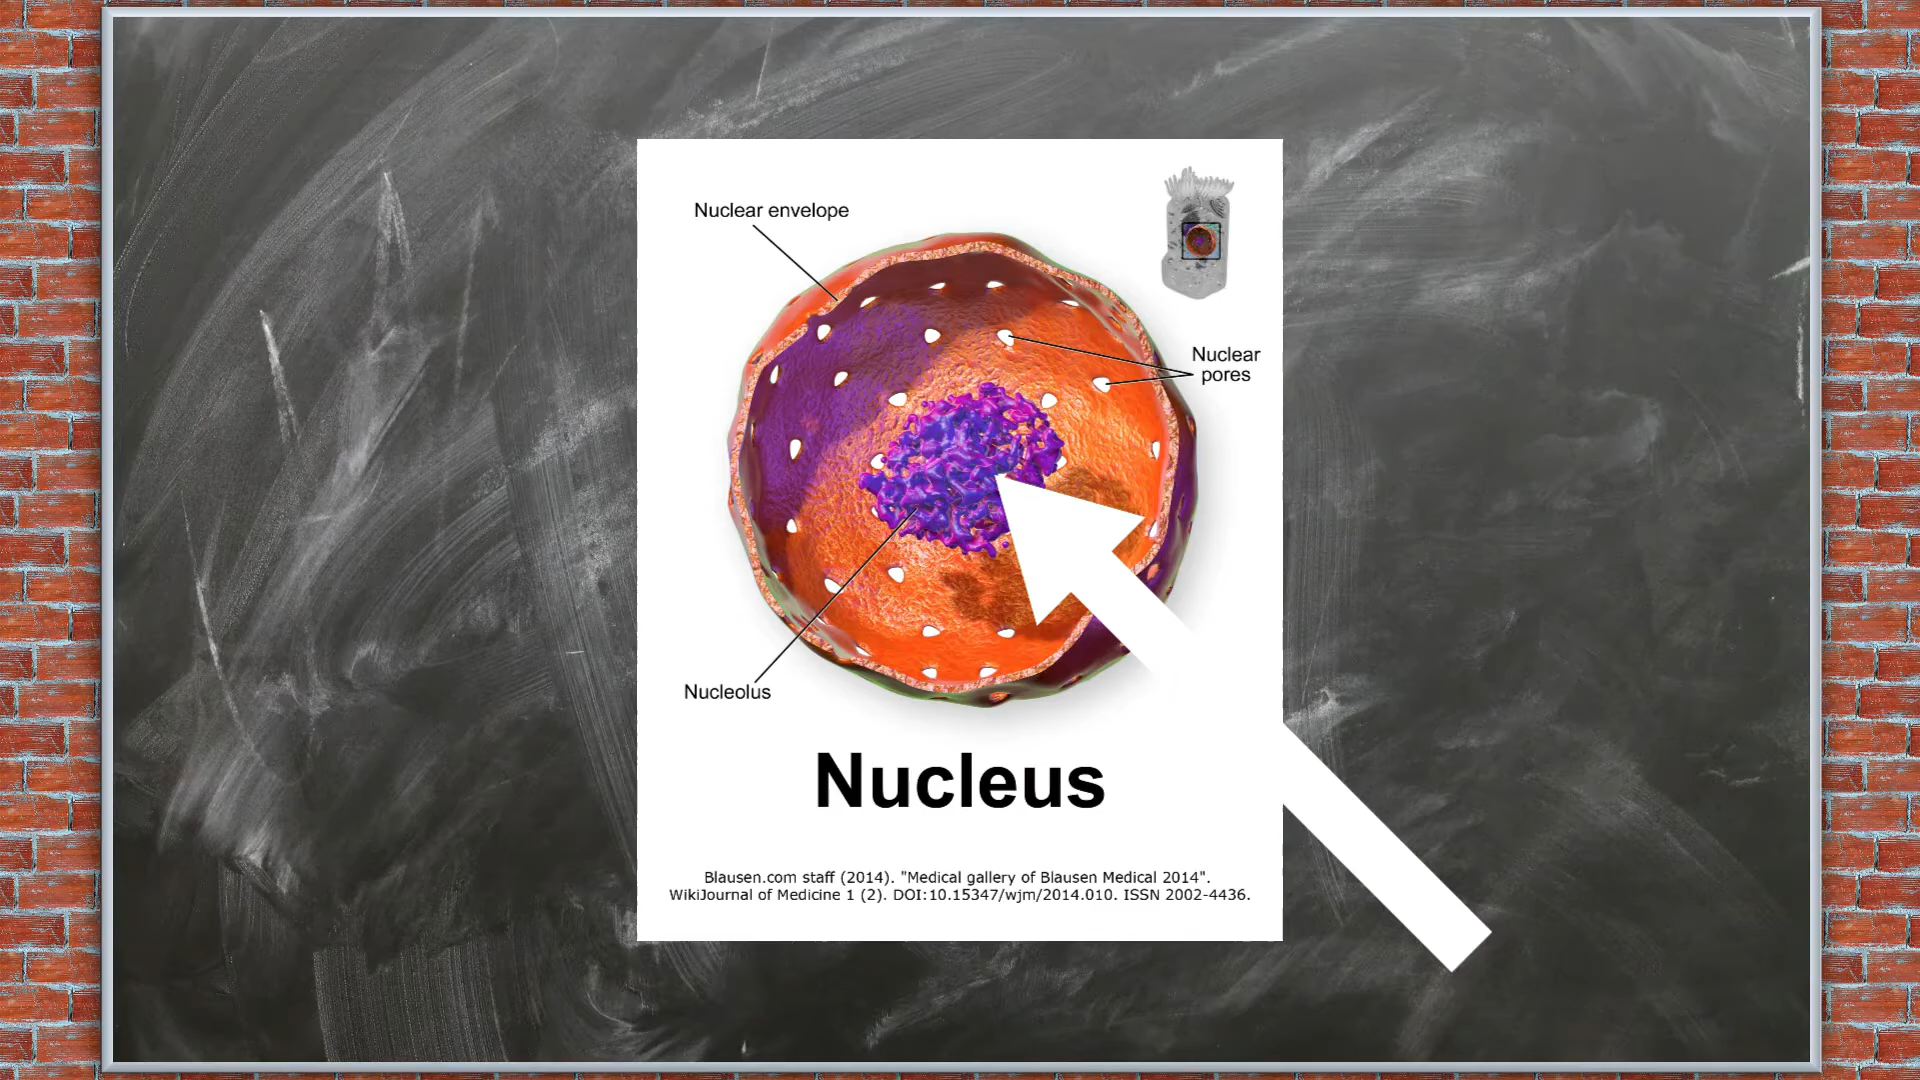 Nuclear envelope
Nuclear
pores
Nucleolus
Nucleus
Blausen.com staff (2014). "Medical gallery of Blausen Medical 2014".
WikiJournal of Medicine 1 (2). DOI:10.15347/wjm/2014.010. ISSN 2002-4436.